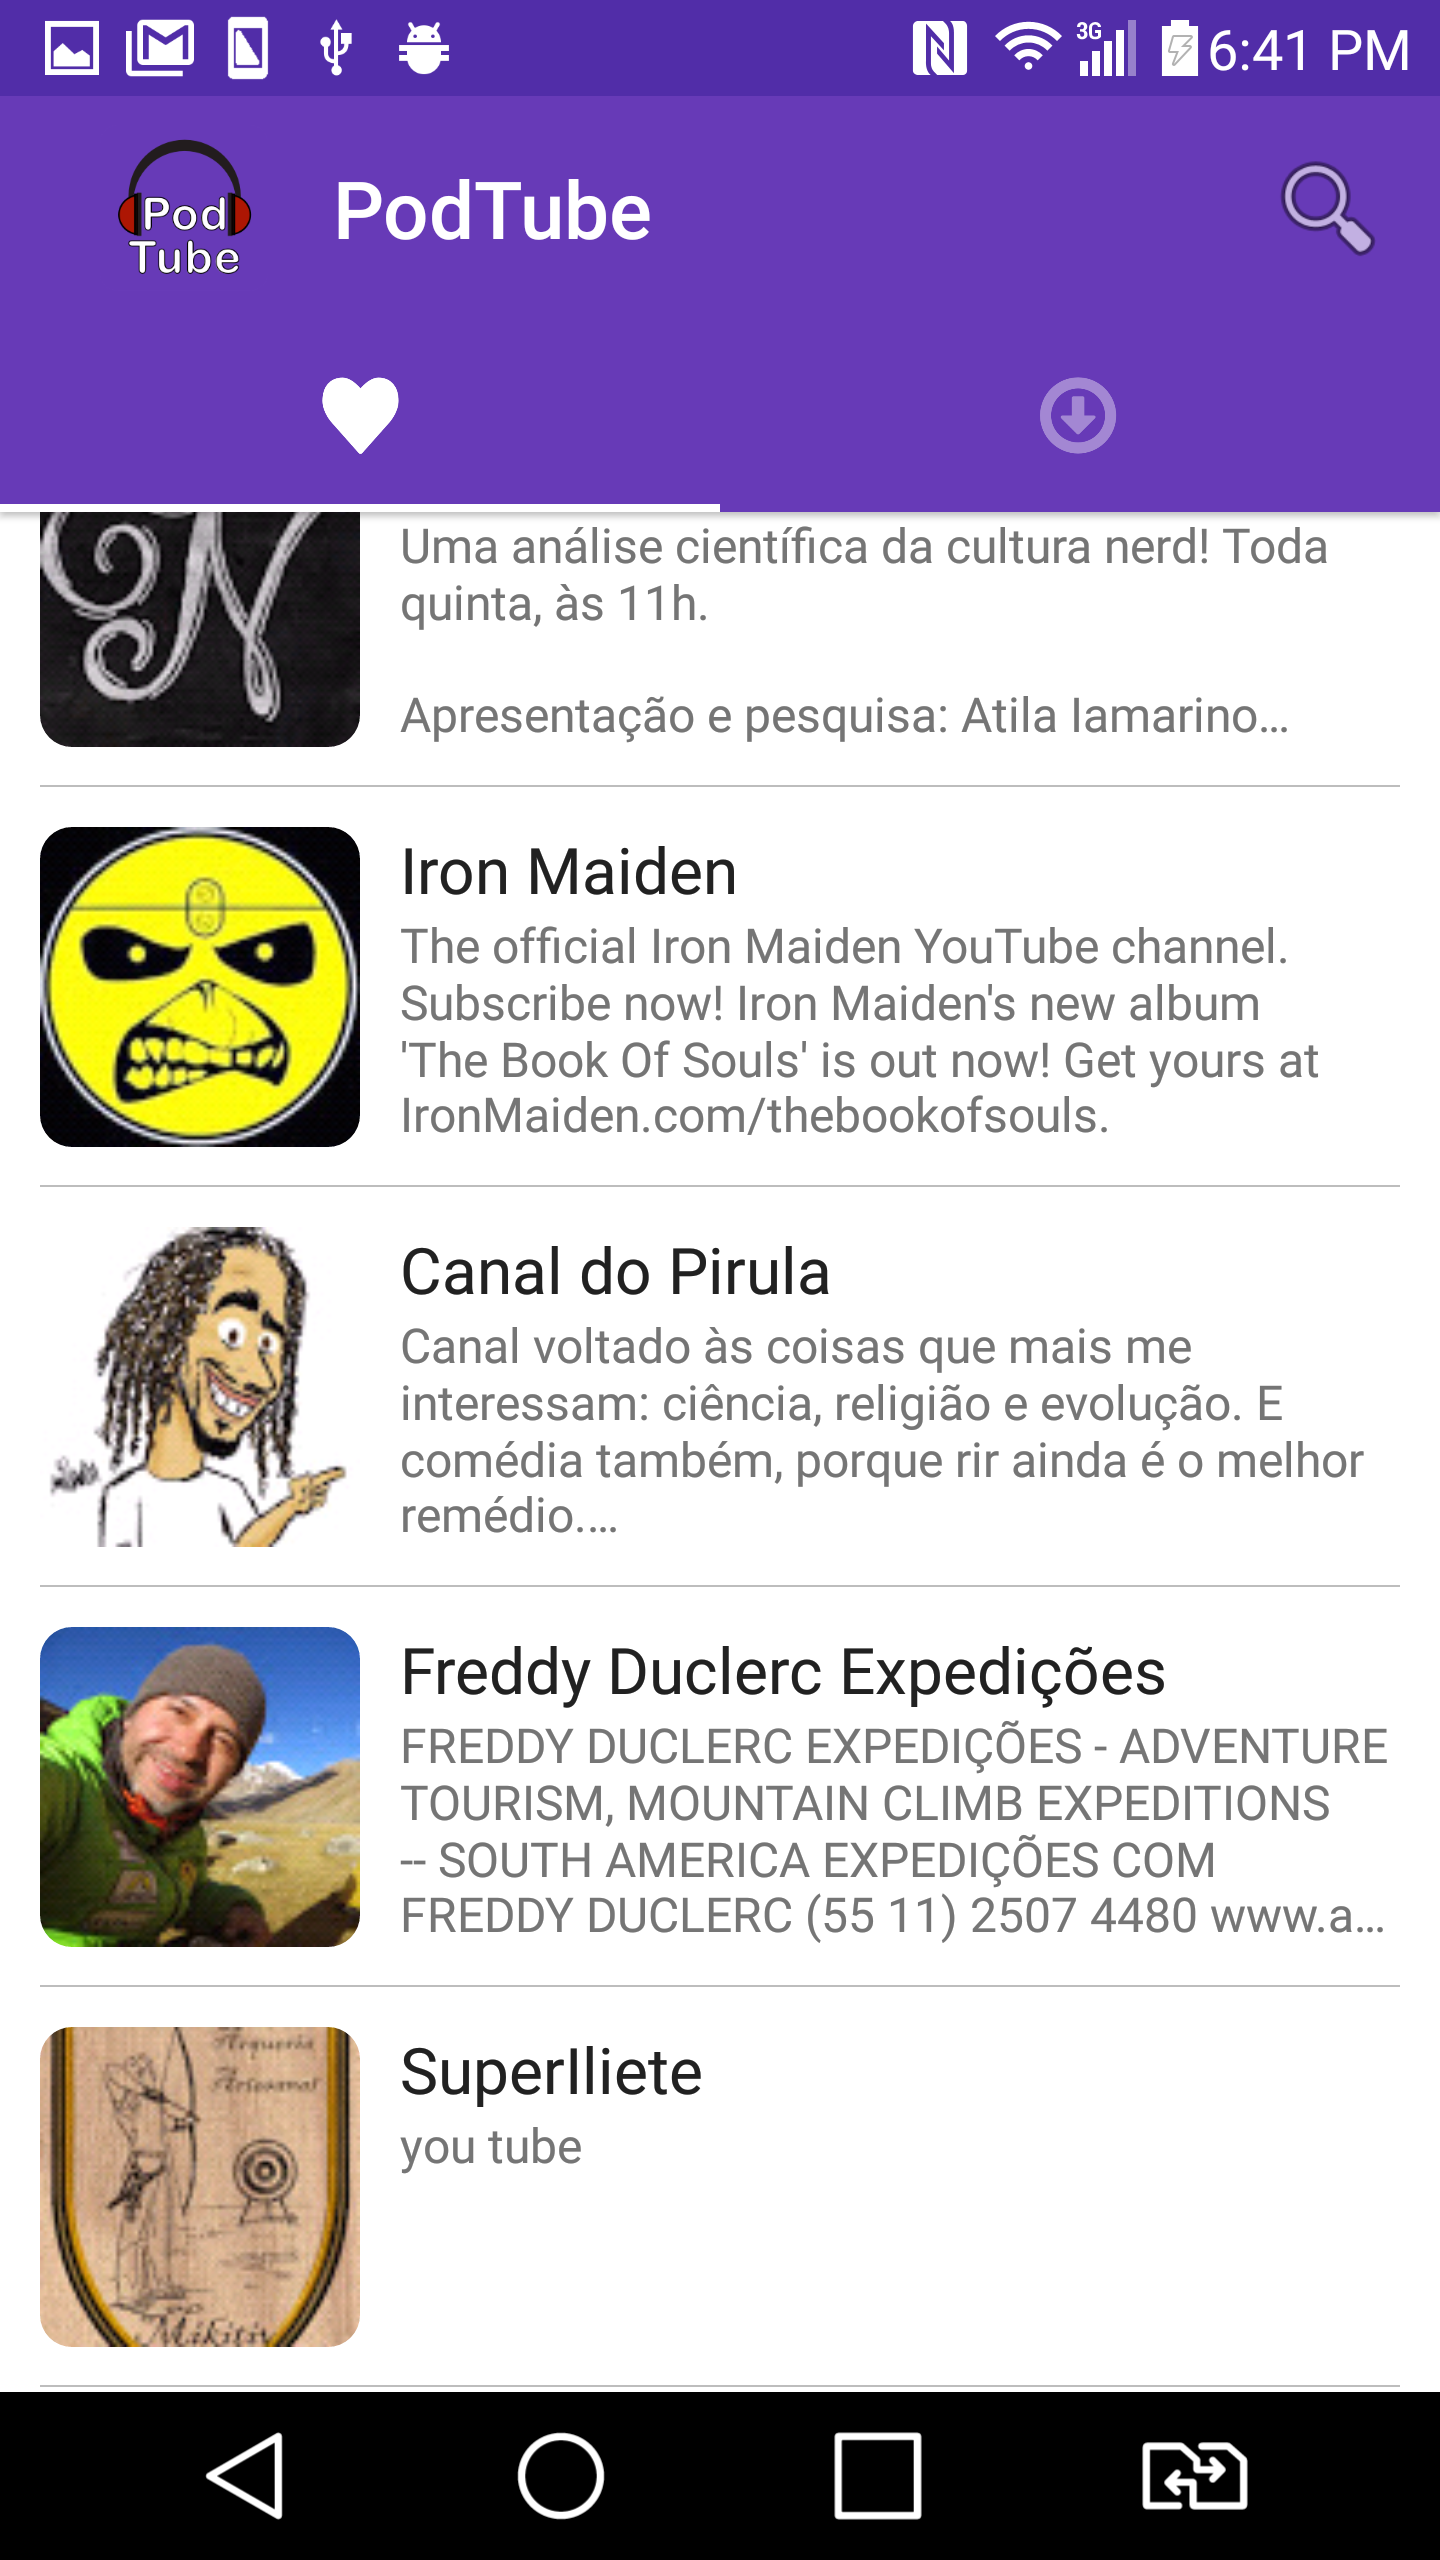 3G
6:41 PM
Pod
Tube
PodTube
N
Uma análise científica da cultura nerd! Toda
quinta, às 11h.
Apresentação e pesquisa: Atila Iamarino...
Iron Maiden
The official Iron Maiden YouTube channel.
Subscribe now! Iron Maiden's new album
'The Book Of Souls' is out now! Get yours at
IronMaiden.com/thebookofsouls.
Canal do Pirula
Canal voltado às coisas que mais me
interessam: ciência, religião e evolução. E
comédia também, porque rir ainda é o melhor
remédio....
Freddy Duclerc Expedições
FREDDY DUCLERC EXPEDIÇÕES - ADVENTURE
TOURISM, MOUNTAIN CLIMB EXPEDITIONS
-- SOUTH AMERICA EXPEDIÇÕES COM
FREDDY DUCLERC (55 11) 2507 4480 www.a...
Arqueria
Artesanal
Mikitiv
SuperIliete
you tube